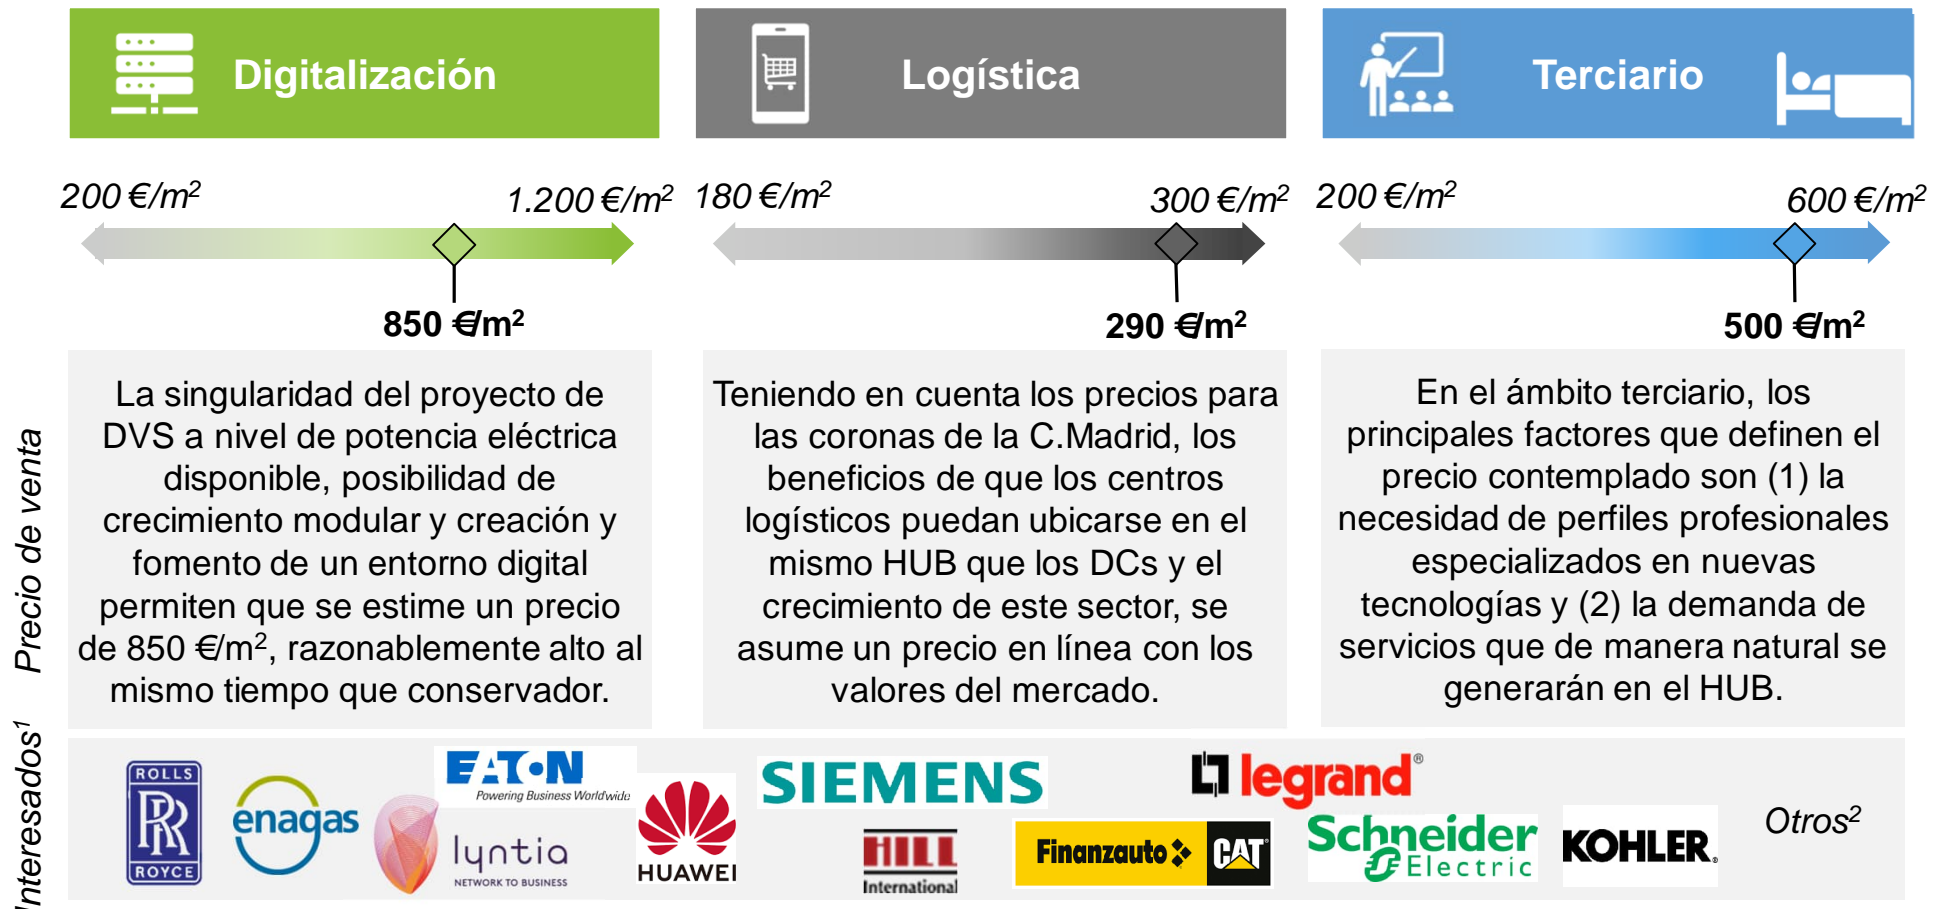 Digitalización
Logística
Terciario
200 €/m²
1.200 €/m²
180 €/m²
300 €/m²
200 €/m²
600 €/m²
850 €/m²
290 €/m²
500 €/m²
Precio de venta
La singularidad del proyecto de
DVS a nivel de potencia eléctrica
disponible, posibilidad de
crecimiento modular y creación y
fomento de un entorno digital
permiten que se estime un precio
de 850 €/m², razonablemente alto al
mismo tiempo que conservador.
Teniendo en cuenta los precios para
las coronas de la C.Madrid, los
beneficios de que los centros
logísticos puedan ubicarse en el
mismo HUB que los DCs y el
crecimiento de este sector, se
asume un precio en línea con los
valores del mercado.
En el ámbito terciario, los
principales factores que definen el
precio contemplado son (1) la
necesidad de perfiles profesionales
especializados en nuevas
tecnologías y (2) la demanda de
servicios que de manera natural se
generarán en el HUB.
Interesados¹
ROLLS
RR
ROYCE
enagas
EATON
Powering Business Worldwide
lyntia
NETWORK TO BUSINESS
HUAWEI
SIEMENS
HILL
International
legrand®
Finanzauto CAT
Schneider
Electric
KOHLER.
Otros²